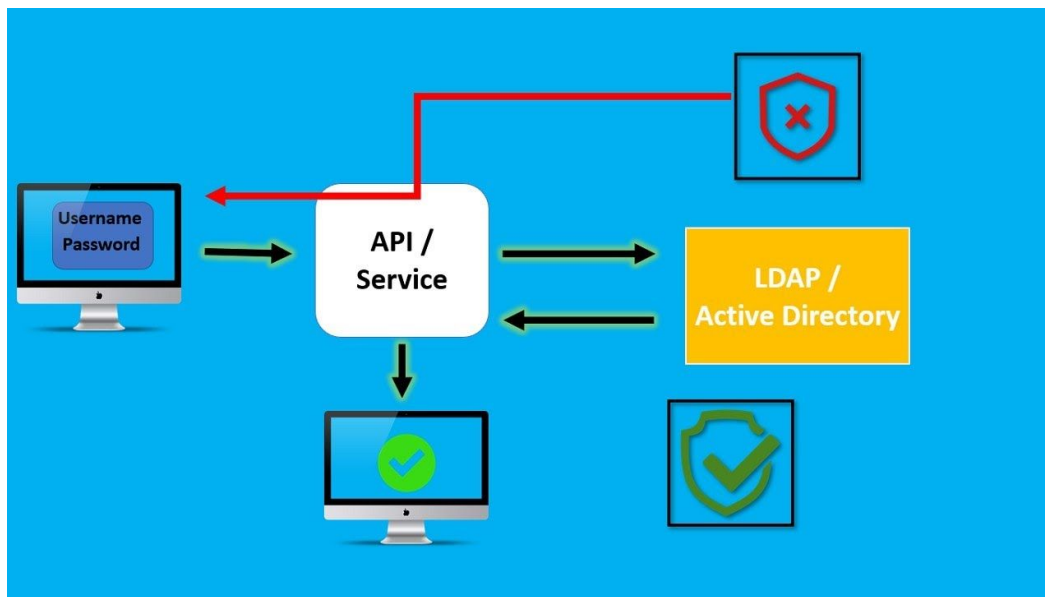 Username
Password
API /
Service
LDAP /
Active Directory